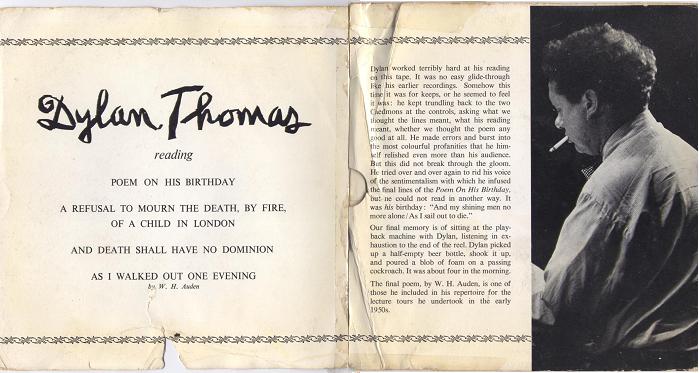 Dylan Thomas
reading
POEM ON HIS BIRTHDAY
A REFUSAL TO MOURN THE DEATH, BY FIRE,
OF A CHILD IN LONDON
AND DEATH SHALL HAVE NO DOMINION
AS I WALKED OUT ONE EVENING
by W. H. Auden
Dylan worked terribly hard at his reading
on this tape. It was no easy glide-through
like his earlier recordings. Somehow this
time it was for keeps, or he seemed to feel
it was: he kept trundling back to the two
Caedmons at the controls, asking what we
thought the lines meant, what his reading
meant, whether we thought the poem any
good at all. He made errors and burst into
the most colourful profanities that he him-
self relished even more than his audience.
But this did not break through the gloom.
He tried over and over again to rid his voice
of the sentimentalism with which he infused
the final lines of the Poem On His Birthday,
but he could not read in another way. It
was his birthday: "And my shining men no
more alone/As I sail out to die."
Our final memory is of sitting at the play-
back machine with Dylan, listening in ex-
haustion to the end of the reel. Dylan picked
up a half-empty beer bottle, shook it up,
and poured a blob of foam on a passing
cockroach. It was about four in the morning.
The final poem, by W. H. Auden, is one of
those he included in his repertoire for the
lecture tours he undertook in the early
1950s.